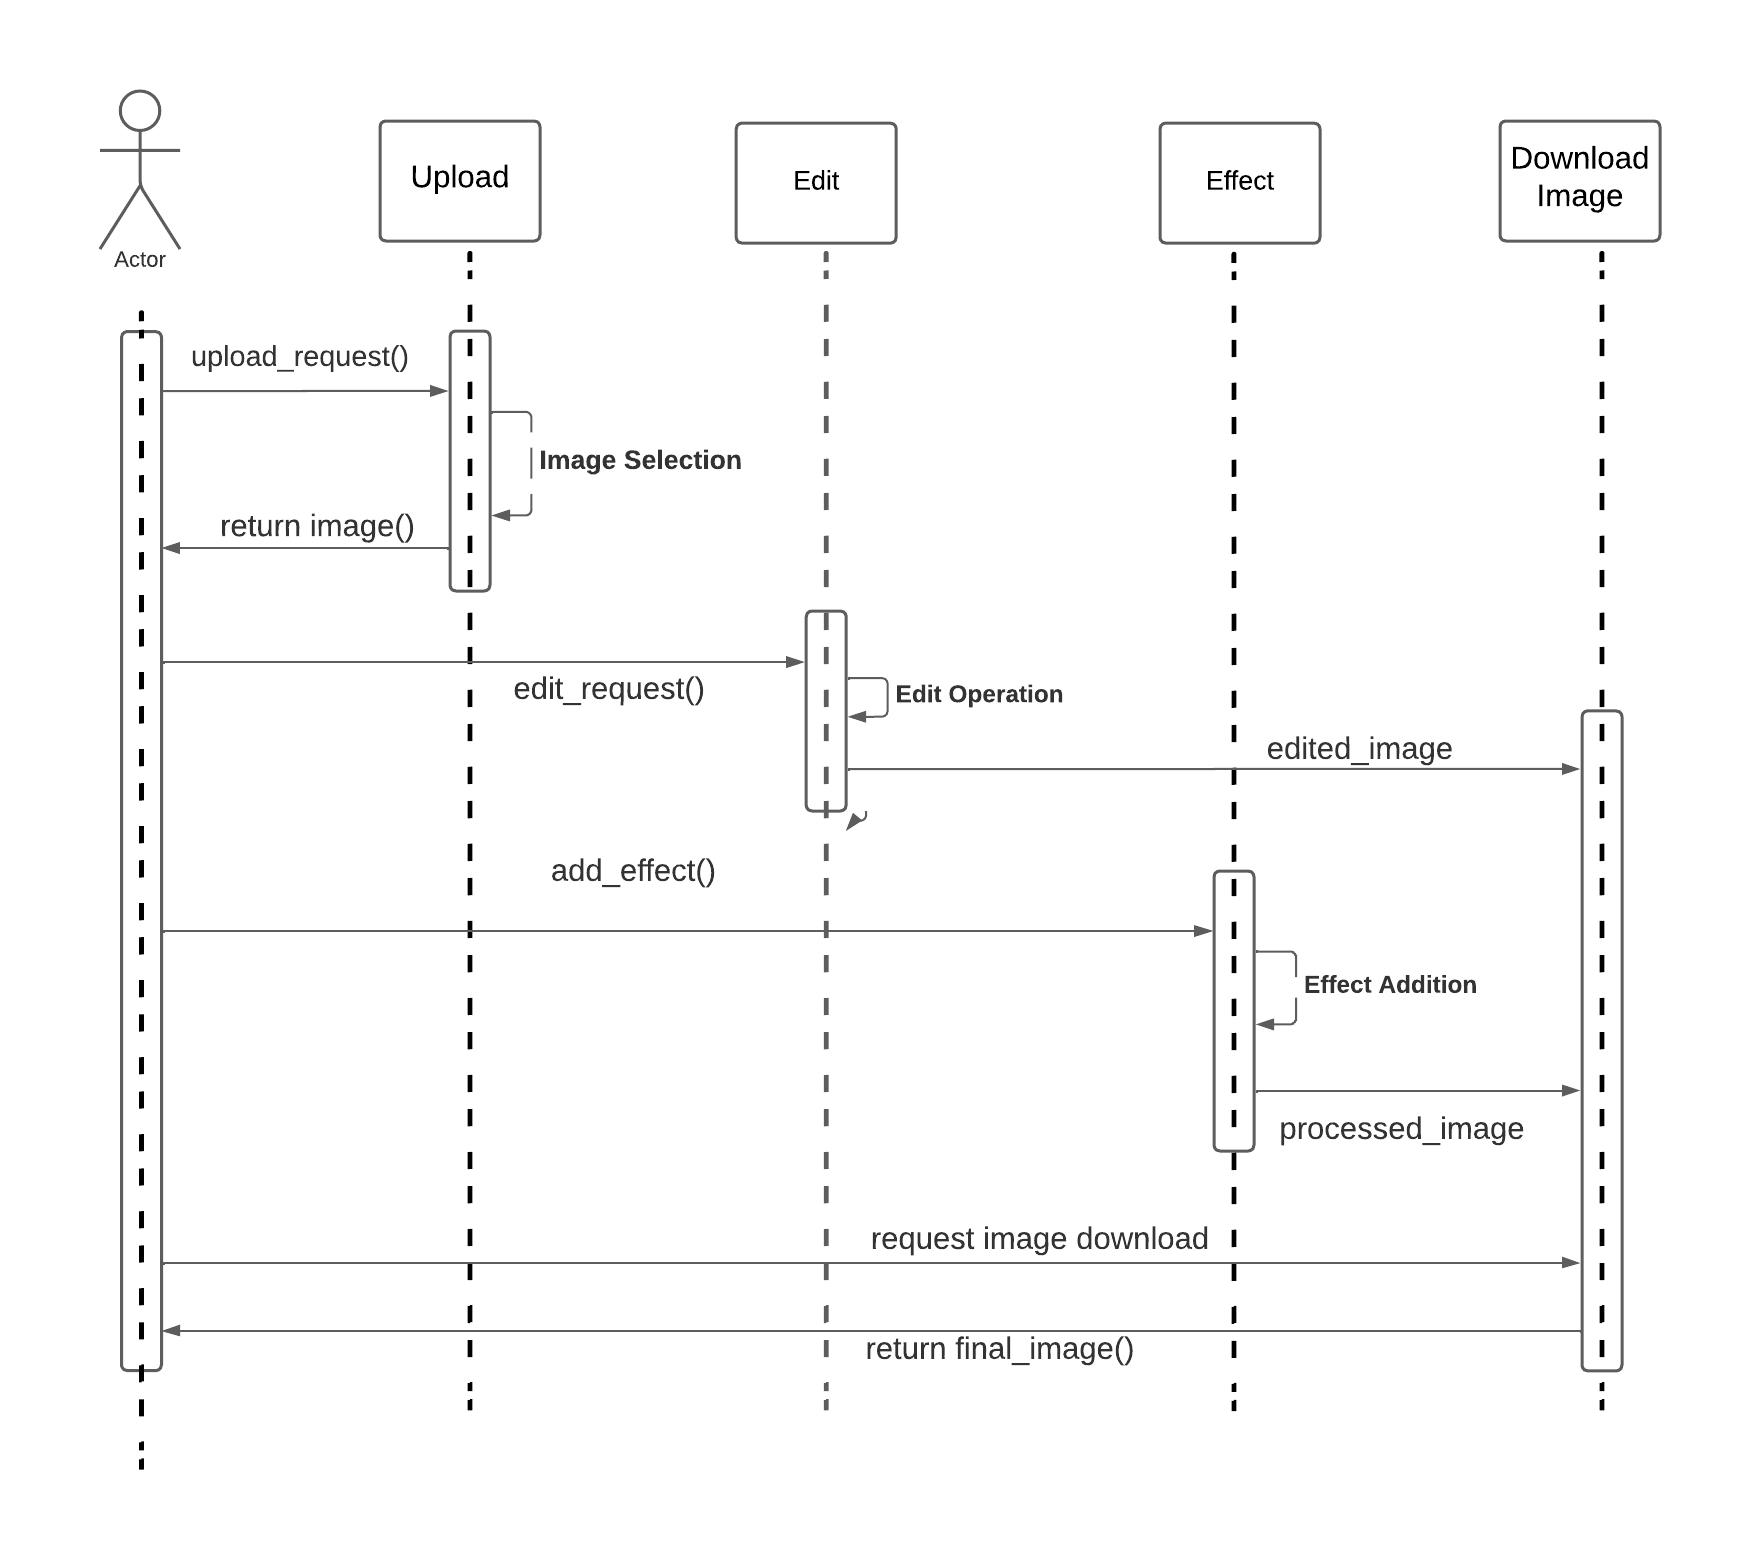 Actor
Upload
Edit
Effect
Download
Image
upload_request()
Image Selection
return image()
edit_request()
Edit Operation
edited_image
add_effect()
Effect Addition
processed_image
request image download
return final_image()